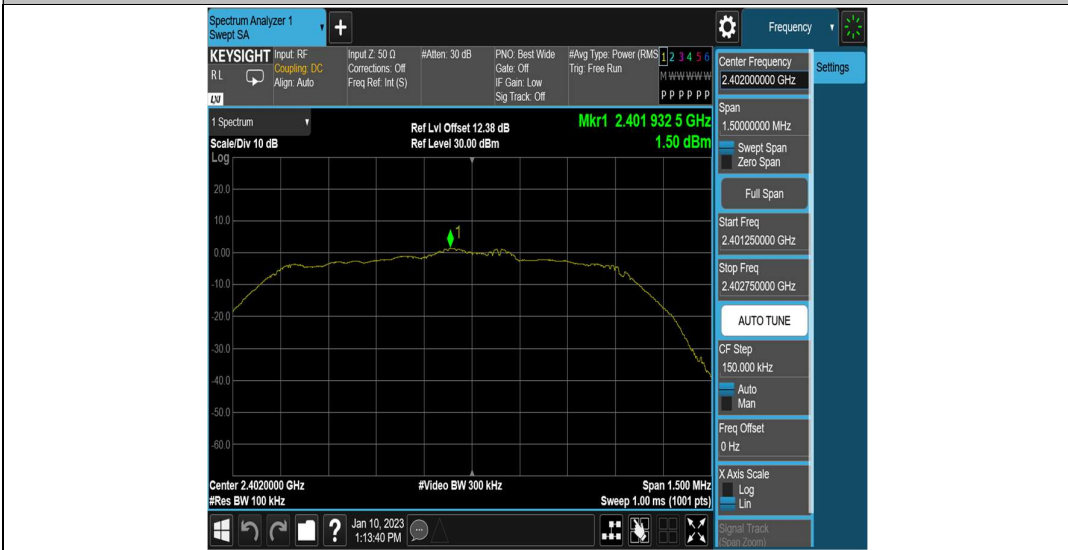 Spectrum Analyzer 1
Swept SA
+
Frequency
KEYSIGHT
RL
LNI
Input: RF
Coupling: DC
Align: Auto
Input Z: 50 Ω
Corrections: Off
Freq Ref: Int (S)
#Atten: 30 dB
PNO: Best Wide
Gate: Off
IF Gain: Low
Sig Track: Off
#Avg Type: Power (RMS
Trig: Free Run
1 2 3 4 5 6
M W W W W W
P P P P P P
1 Spectrum
Scale/Div 10 dB
Log
Ref Lvl Offset 12.38 dB
Ref Level 30.00 dBm
Mkr1 2.401 932 5 GHz
1.50 dBm
20.0
10.0
0.00
-10.0
-20.0
-30.0
-40.0
-50.0
-60.0
1
Center 2.4020000 GHz
#Res BW 100 kHz
#Video BW 300 kHz
Span 1.500 MHz
Sweep 1.00 ms (1001 pts)
?
Jan 10, 2023
1:13:40 PM
Center Frequency
2.402000000 GHz
Settings
Span
1.50000000 MHz
Swept Span
Zero Span
Full Span
Start Freq
2.401250000 GHz
Stop Freq
2.402750000 GHz
AUTO TUNE
CF Step
150.000 kHz
Auto
Man
Freq Offset
0 Hz
X Axis Scale
Log
Lin
Signal Track
(Span Zoom)